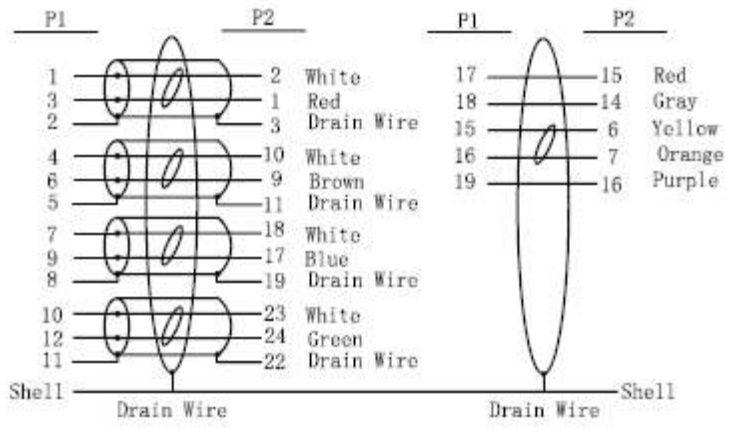 P1 P2 P1 P2
1 2 White 17 15 Red
3 1 Red 18 14 Gray
2 3 Drain Wire 15 6 Yellow
4 10 White 16 7 Orange
6 9 Brown 19 16 Purple
5 11 Drain Wire
7 18 White
9 17 Blue
8 19 Drain Wire
10 23 White
12 24 Green
11 22 Drain Wire
Shell Shell
Drain Wire Drain Wire